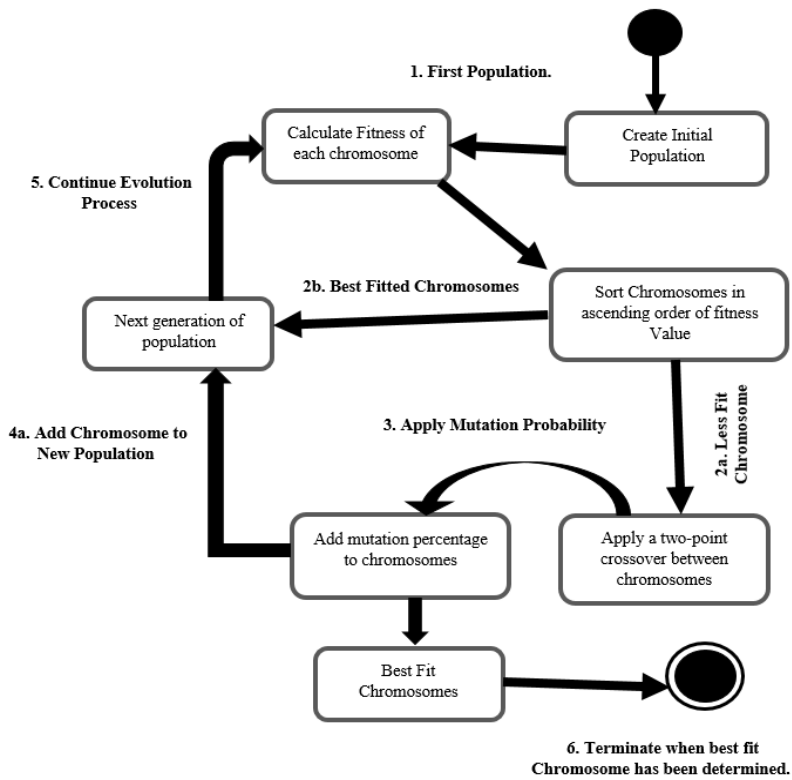 1. First Population.
Calculate Fitness of
each chromosome
Create Initial
Population
5. Continue Evolution
Process
2b. Best Fitted Chromosomes
Sort Chromosomes in
ascending order of fitness
Value
Next generation of
population
2a. Less Fit
Chromosome
4a. Add Chromosome to
New Population
3. Apply Mutation Probability
Add mutation percentage
to chromosomes
Apply a two-point
crossover between
chromosomes
Best Fit
Chromosomes
6. Terminate when best fit
Chromosome has been determined.